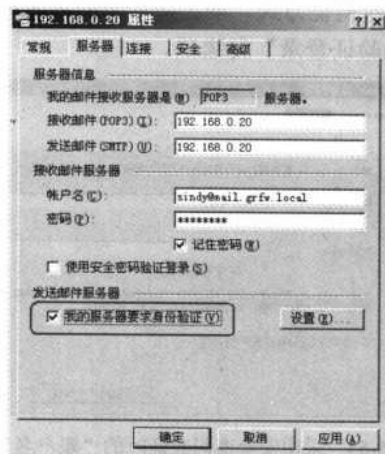 192.168.0.20 属性
常规 服务器 连接 安全 高级
服务器信息
我的邮件接收服务器是(M) POP3 服务器。
接收邮件(POP3)(I): 192.168.0.20
发送邮件(SMTP)(U): 192.168.0.20
接收邮件服务器
帐户名(C): sindy@mail.grfw.local
密码(P): ********
记住密码(W)
使用安全密码验证登录(S)
发送邮件服务器
我的服务器要求身份验证(V) 设置(E)...
确定 取消 应用(A)